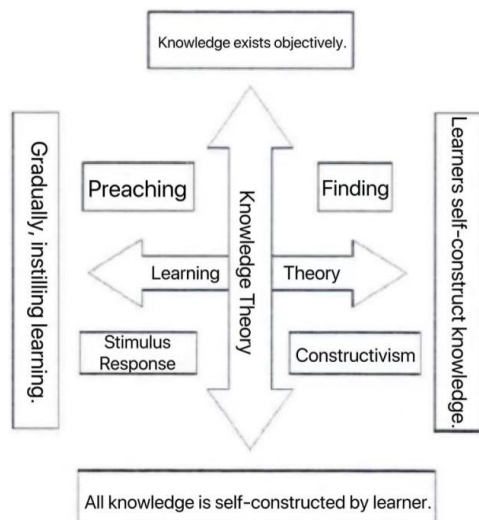 Knowledge exists objectively.
Gradually, instilling learning.
Learners self-construct knowledge.
Preaching
Finding
Knowledge Theory
Learning
Theory
Stimulus
Response
Constructivism
All knowledge is self-constructed by learner.